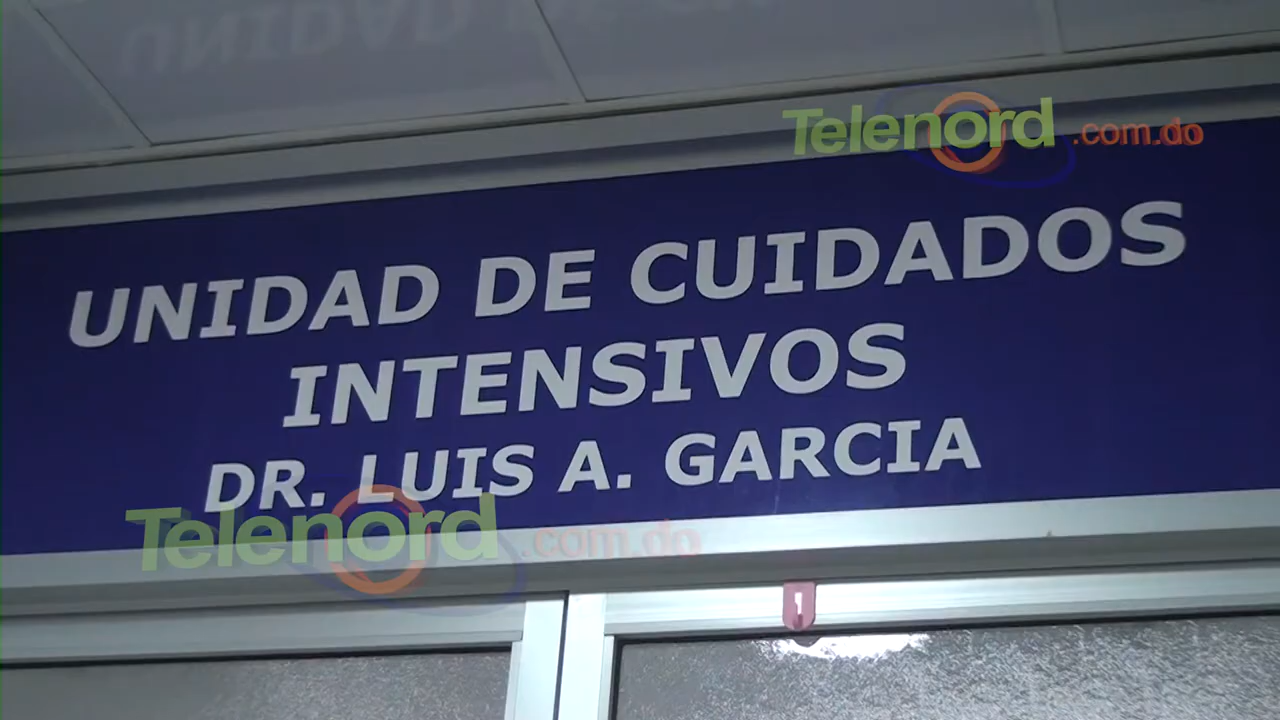 Telenord.com.do
UNIDAD DE CUIDADOS
INTENSIVOS
DR. LUIS A. GARCIA
Telenord.com.do
1